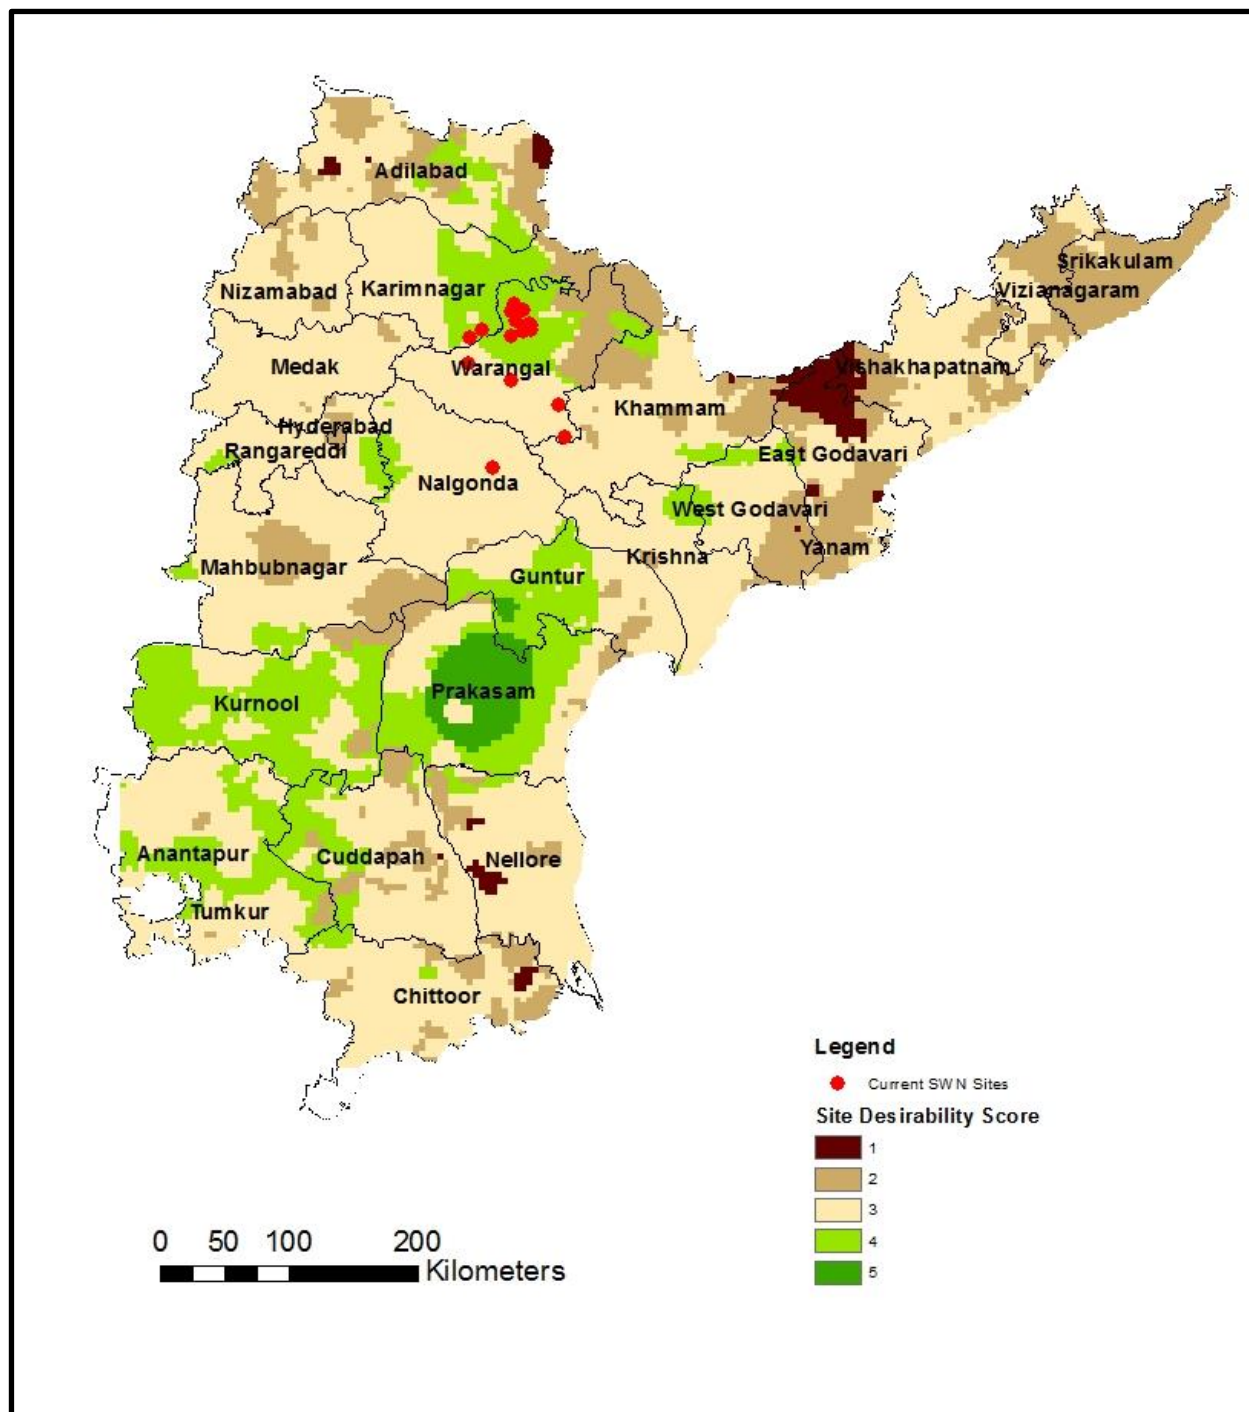 Adilabad
Srikakulam
Nizamabad
Karimnagar
Vizianagaram
Medak
Warangal
Vishakhapatnam
Khammam
Hyderabad
Rangareddi
East Godavari
Nalgonda
West Godavari
Yanam
Krishna
Mahbubnagar
Guntur
Prakasam
Kurnool
Anantapur
Cuddapah
Nellore
Tumkur
Chittoor
Legend
Current SWN Sites
Site Desirability Score
1
2
3
4
5
0 50 100 200
Kilometers